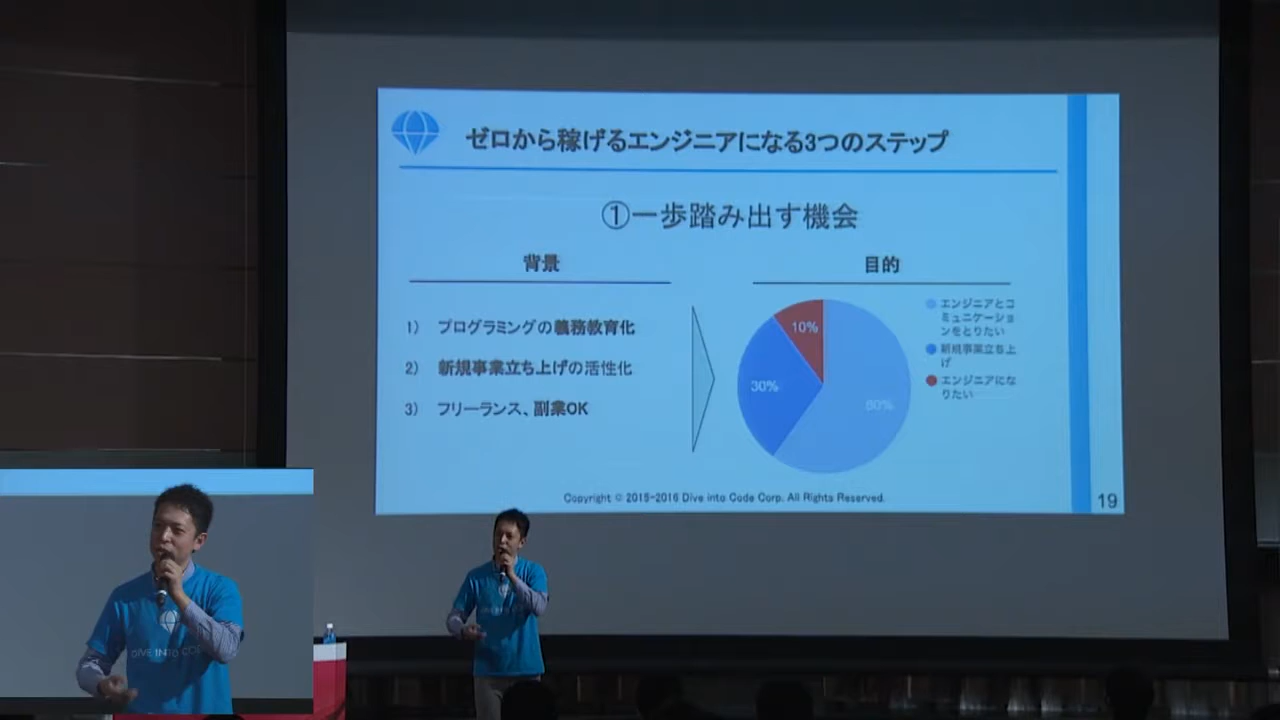 ゼロから稼げるエンジニアになる3つのステップ
①一歩踏み出す機会
背景
1) プログラミングの義務教育化
2) 新規事業立ち上げの活性化
3) フリーランス、副業OK
目的
10%
30%
60%
エンジニアとコ
ミュニケーショ
ンをとりたい
新規事業立ち上
げ
エンジニアにな
りたい
Copyright © 2015-2016 Dive into Code Corp. All Rights Reserved.
19
DIVE INTO CODE